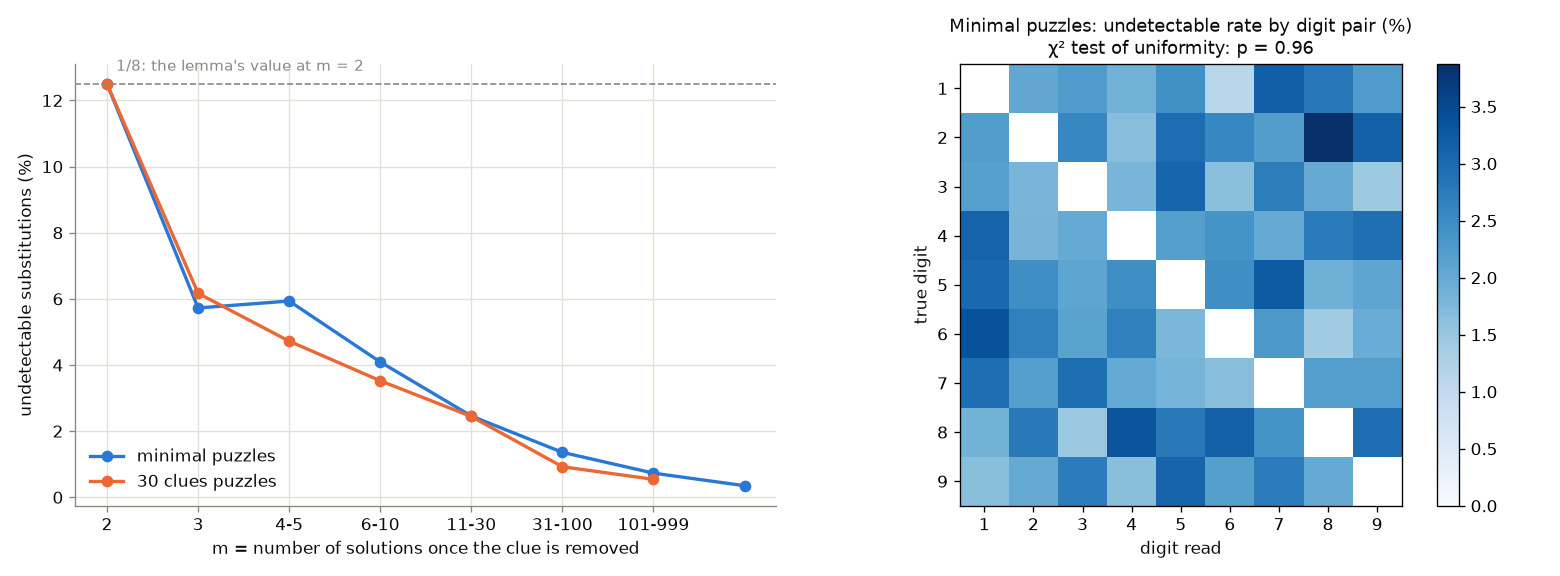 1/8: the lemma's value at m = 2
12
10
8
6
4
2
0
undetectable substitutions (%)
minimal puzzles
30 clues puzzles
2 3 4-5 6-10 11-30 31-100 101-999
m = number of solutions once the clue is removed
Minimal puzzles: undetectable rate by digit pair (%)
χ² test of uniformity: p = 0.96
true digit
1
2
3
4
5
6
7
8
9
1 2 3 4 5 6 7 8 9
digit read
3.5
3.0
2.5
2.0
1.5
1.0
0.5
0.0